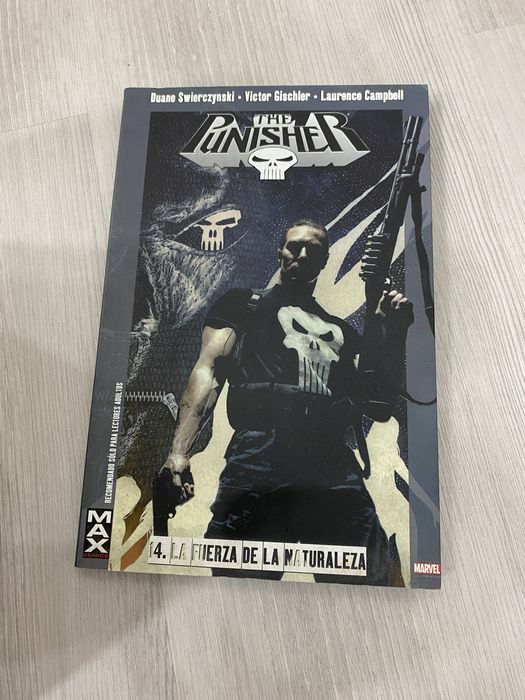 Duane Swierczynski • Victor Gischler • Laurence Campbell
THE
PUNISHER
RECOMENDADO SÓLO PARA LECTORES ADULTOS
MAX
COMICS
14. LA FUERZA DE LA NATURALEZA
MARVEL